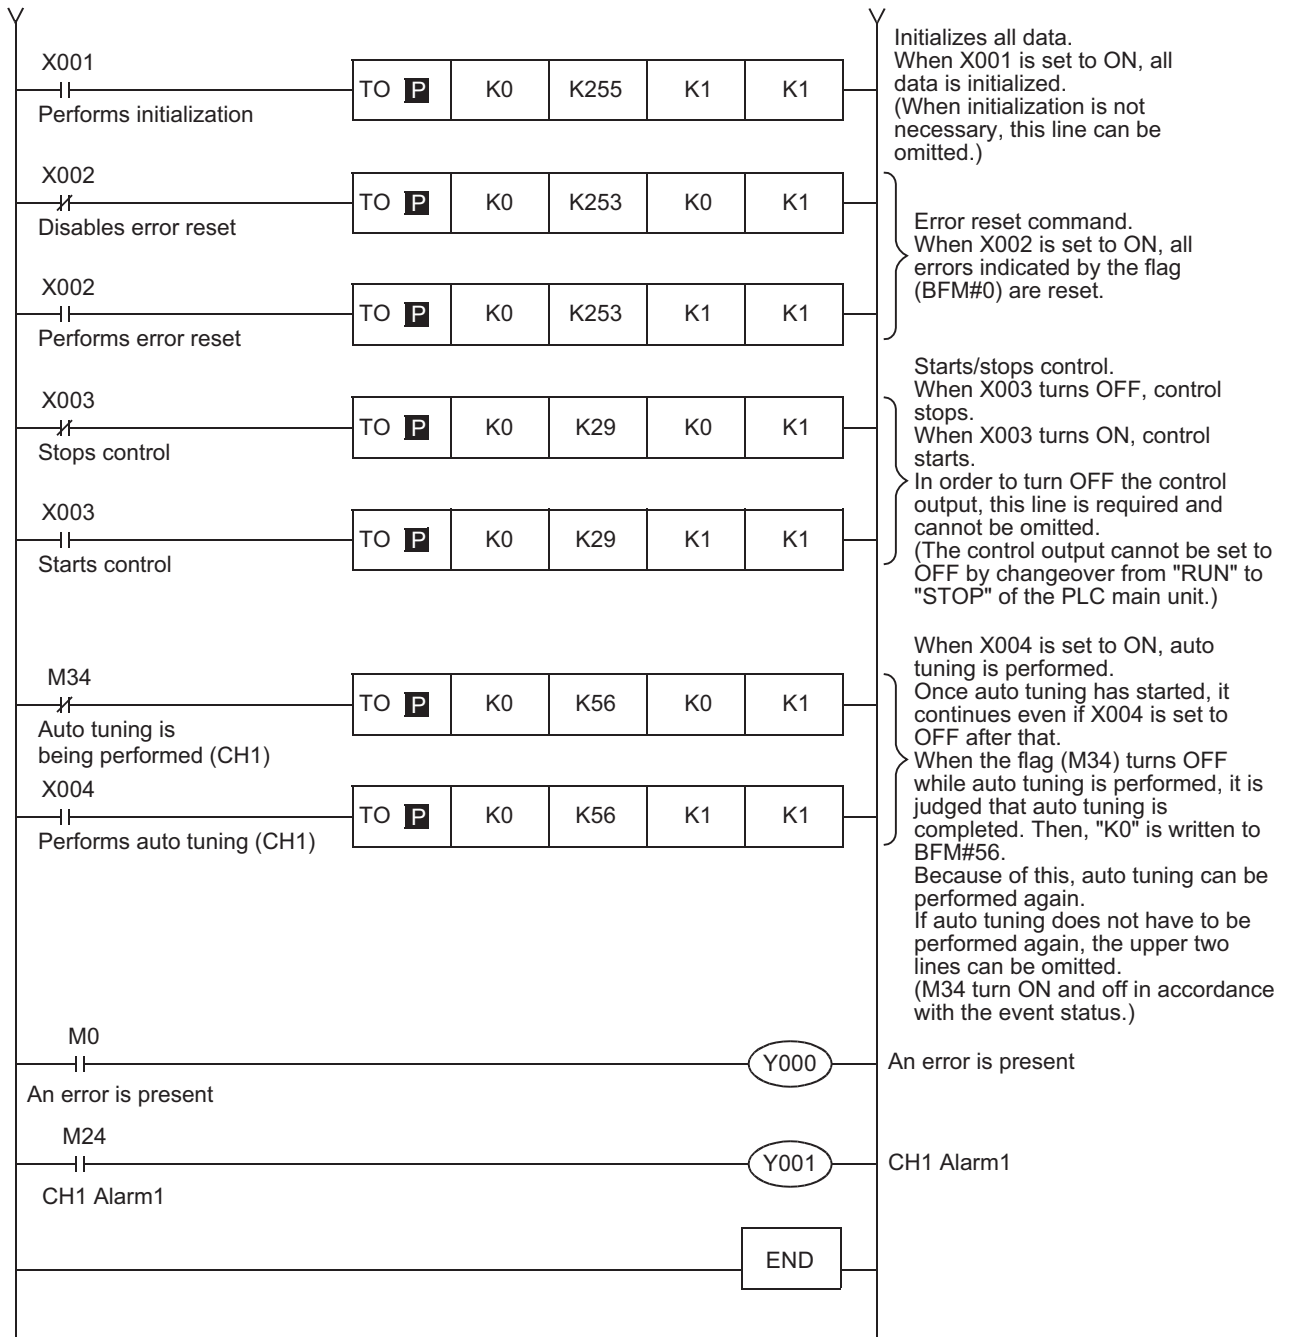 X001
TO P K0 K255 K1 K1
Performs initialization
Initializes all data.
When X001 is set to ON, all
data is initialized.
(When initialization is not
necessary, this line can be
omitted.)
X002
TO P K0 K253 K0 K1
Disables error reset
X002
TO P K0 K253 K1 K1
Performs error reset
Error reset command.
When X002 is set to ON, all
errors indicated by the flag
(BFM#0) are reset.
X003
TO P K0 K29 K0 K1
Stops control
X003
TO P K0 K29 K1 K1
Starts control
Starts/stops control.
When X003 turns OFF, control
stops.
When X003 turns ON, control
starts.
In order to turn OFF the control
output, this line is required and
cannot be omitted.
(The control output cannot be set to
OFF by changeover from "RUN" to
"STOP" of the PLC main unit.)
M34
TO P K0 K56 K0 K1
Auto tuning is
being performed (CH1)
X004
TO P K0 K56 K1 K1
Performs auto tuning (CH1)
When X004 is set to ON, auto
tuning is performed.
Once auto tuning has started, it
continues even if X004 is set to
OFF after that.
When the flag (M34) turns OFF
while auto tuning is performed, it is
judged that auto tuning is
completed. Then, "K0" is written to
BFM#56.
Because of this, auto tuning can be
performed again.
If auto tuning does not have to be
performed again, the upper two
lines can be omitted.
(M34 turn ON and off in accordance
with the event status.)
M0
Y000
An error is present
An error is present
M24
Y001
CH1 Alarm1
CH1 Alarm1
END